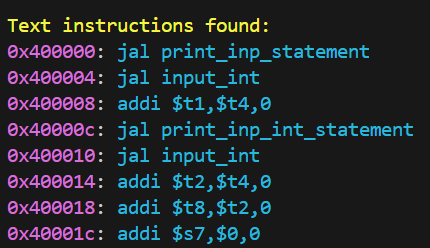 Text instructions found:
0x400000: jal print_inp_statement
0x400004: jal input_int
0x400008: addi $t1,$t4,0
0x40000c: jal print_inp_int_statement
0x400010: jal input_int
0x400014: addi $t2,$t4,0
0x400018: addi $t8,$t2,0
0x40001c: addi $s7,$0,0